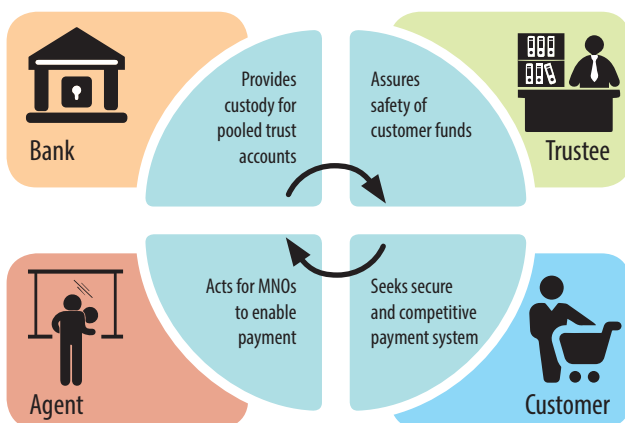 Provides
custody for
pooled trust
accounts
Bank
Assures
safety of
customer funds
Trustee
Acts for MNOs
to enable
payment
Agent
Seeks secure
and competitive
payment system
Customer